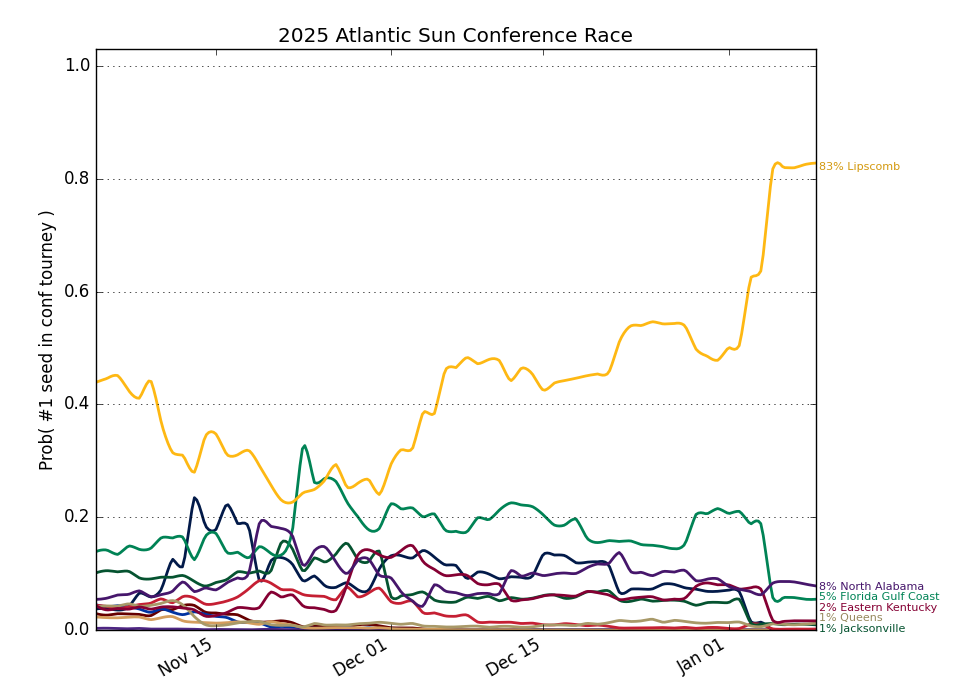 2025 Atlantic Sun Conference Race
Prob( #1 seed in conf tourney )
1.0
0.8
0.6
0.4
0.2
0.0
Nov 15
Dec 01
Dec 15
Jan 01
83% Lipscomb
8% North Alabama
5% Florida Gulf Coast
2% Eastern Kentucky
1% Queens
1% Jacksonville